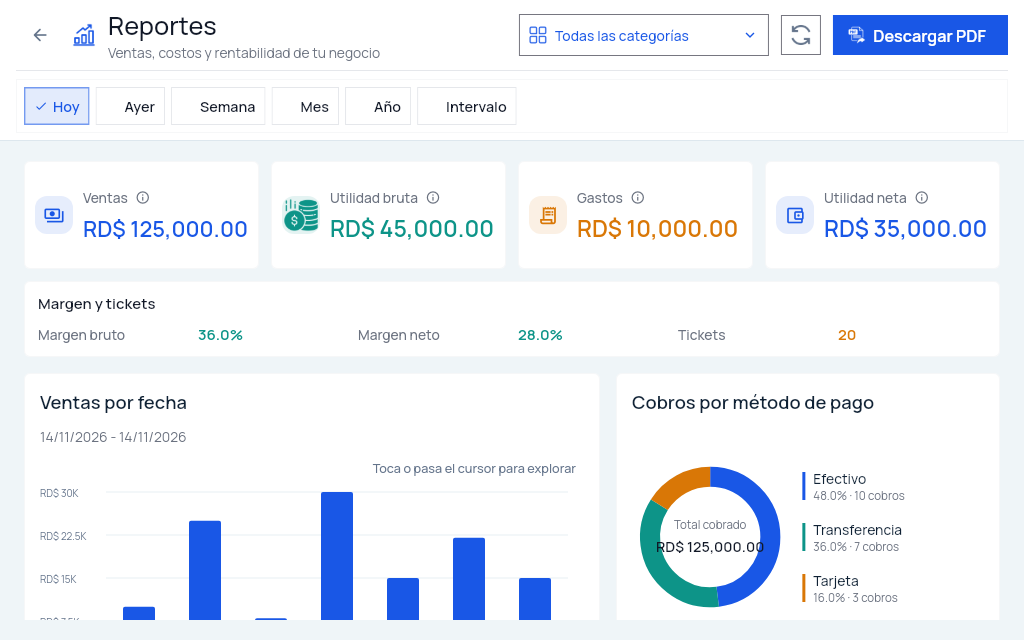 Reportes
Ventas, costos y rentabilidad de tu negocio
Todas las categorías
Descargar PDF
Hoy
Ayer
Semana
Mes
Año
Intervalo
Ventas
RD$ 125,000.00
Utilidad bruta
RD$ 45,000.00
Gastos
RD$ 10,000.00
Utilidad neta
RD$ 35,000.00
Margen y tickets
Margen bruto 36.0%
Margen neto 28.0%
Tickets 20
Ventas por fecha
14/11/2026 - 14/11/2026
Toca o pasa el cursor para explorar
RD$ 30K
RD$ 22.5K
RD$ 15K
Cobros por método de pago
Total cobrado
RD$ 125,000.00
Efectivo
48.0% · 10 cobros
Transferencia
36.0% · 7 cobros
Tarjeta
16.0% · 3 cobros